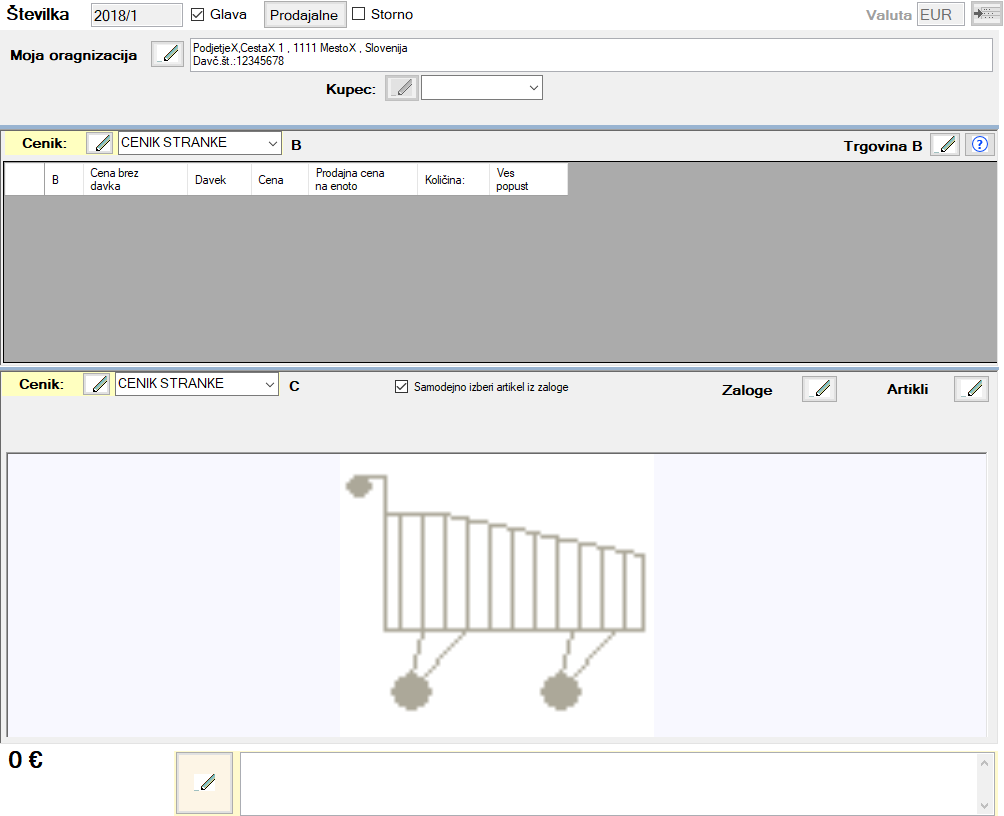 Številka 2018/1 Glava Prodajalne Storno Valuta EUR
Moja oragnizacija
PodjetjeX,CestaX 1 , 1111 MestoX , Slovenija
Davč.št.:12345678
Kupec:
Cenik: CENIK STRANKE B Trgovina B ?
B Cena brez davka Davek Cena Prodajna cena na enoto Količina: Ves popust
Cenik: CENIK STRANKE C Samodejno izberi artikel iz zaloge Zaloge Artikli
0 €